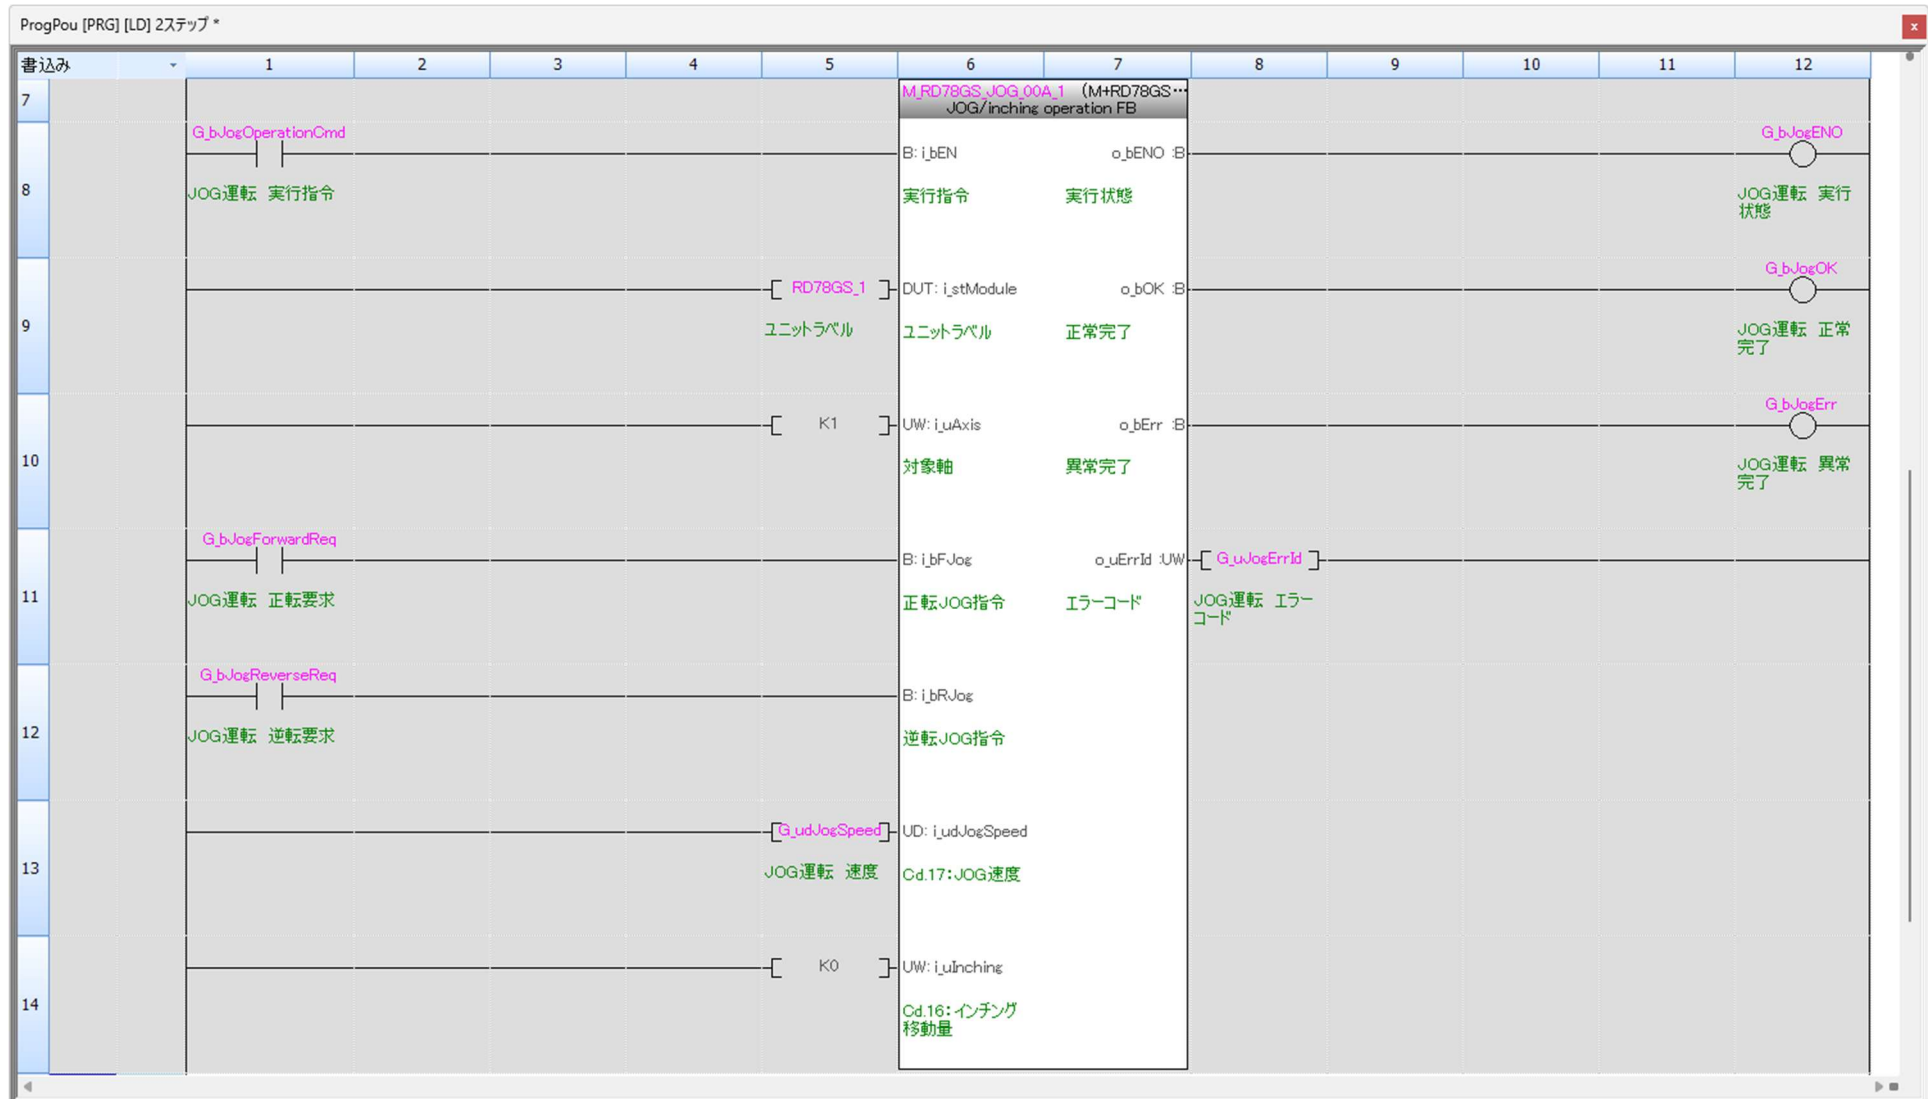 ProgPou [PRG] [LD] 2ステップ *
書込み 1 2 3 4 5 6 7 8 9 10 11 12
7
M_RD78GS_JOG_00A_1 (M+RD78GS…
JOG/inching operation FB
8
G_bJogOperationCmd
B: i_bEN o_bENO :B
G_bJogENO
JOG運転 実行指令
実行指令 実行状態
JOG運転 実行
状態
9
RD78GS_1
DUT: i_stModule o_bOK :B
G_bJogOK
ユニットラベル
ユニットラベル 正常完了
JOG運転 正常
完了
10
K1
UW: i_uAxis o_bErr :B
G_bJogErr
対象軸 異常完了
JOG運転 異常
完了
11
G_bJogForwardReq
B: i_bFJog o_uErrId :UW
G_uJogErrId
JOG運転 正転要求
正転JOG指令 エラーコード
JOG運転 エラー
コード
12
G_bJogReverseReq
B: i_bRJog
JOG運転 逆転要求
逆転JOG指令
13
G_udJogSpeed
UD: i_udJogSpeed
JOG運転 速度
Cd.17:JOG速度
14
K0
UW: i_uInching
Cd.16:インチング
移動量